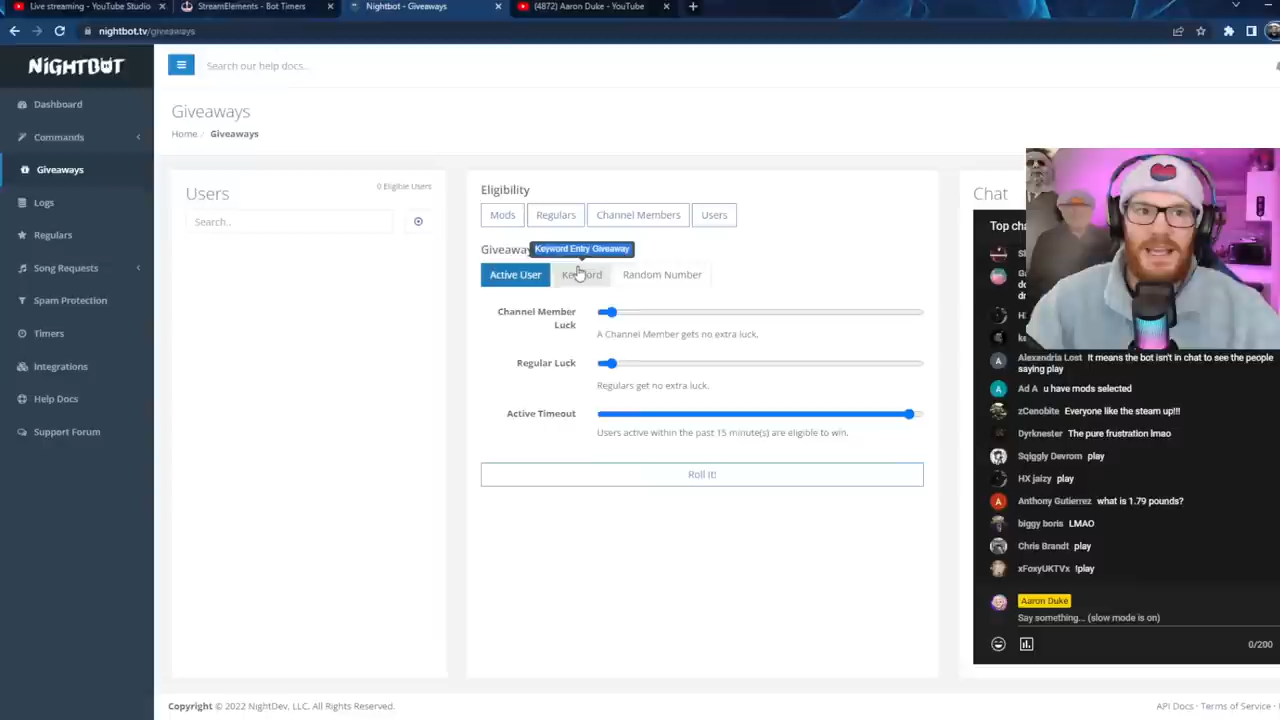 Live streaming - YouTube Studio
StreamElements - Bot Timers
Nightbot - Giveaways
(4872) Aaron Duke - YouTube
nightbot.tv/giveaways
NIGHTBOT
Search our help docs..
Dashboard
Commands
Giveaways
Logs
Regulars
Song Requests
Spam Protection
Timers
Integrations
Help Docs
Support Forum
Giveaways
Home / Giveaways
Users
0 Eligible Users
Search..
Eligibility
Mods
Regulars
Channel Members
Users
Keyword Entry Giveaway
Active User
Keyword
Random Number
Channel Member
Luck
A Channel Member gets no extra luck.
Regular Luck
Regulars get no extra luck.
Active Timeout
Users active within the past 15 minute(s) are eligible to win.
Roll It!
Chat
Top
Alexandria Lost It means the bot isn't in chat to see the people
saying play
Ad A u have mods selected
zCenobite Everyone like the steam up!!!
Dyrknester The pure frustration lmao
Sqiggly Devrom play
HX jaizy play
Anthony Gutierrez what is 1.79 pounds?
biggy boris LMAO
Chris Brandt play
xFoxyUKTVx !play
Aaron Duke
Say something... (slow mode is on)
0/200
Copyright © 2022 NightDev, LLC. All Rights Reserved.
API Docs · Terms of Service ·